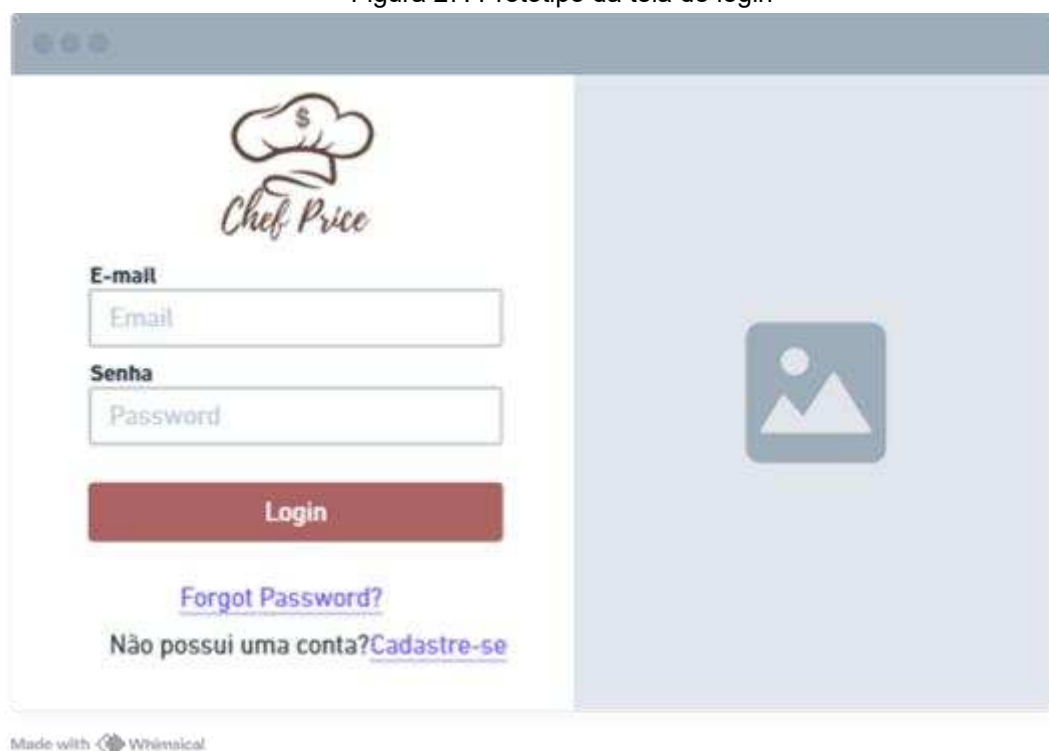 $
Chef Price
E-mail
Email
Senha
Password
Login
Forgot Password?
Não possui uma conta?Cadastre-se
Made with Whimsical